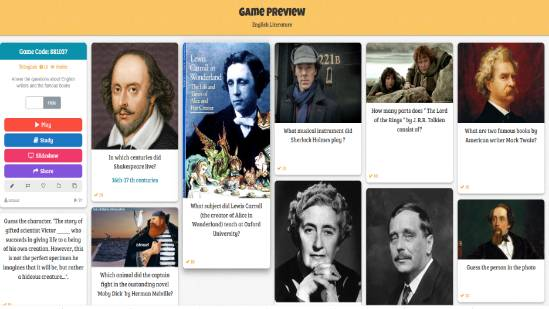 Game Preview
English Literature
Game Code: 881037
English
Public
Answer the questions about English
writers and the famous books
Play
Study
Slideshow
Share
Guess the character. "The story of
gifted scientist Victor _____ who
succeeds in giving life to a being
of his own creation. However, this
is not the perfect specimen he
imagines that it will be, but rather
a hideous creature...".
In which centuries did
Shakespeare live?
16th-17 th centuries
Which animal did the captain
fight in the outstanding novel
'Moby Dick' by Herman Melville?
Lewis
Carroll in
Wonderland
The Life and
Times of
Alice and
Her Creator
What subject did Lewis Carroll
(the creator of Alice in
Wonderland) teach at Oxford
University?
221B
What musical instrument did
Sherlock Holmes play ?
How many parts does " The Lord
of the Rings " by J. R.R. Tolkien
consist of?
What are two famous books by
American writer Mark Twain?
Guess the person in the photo